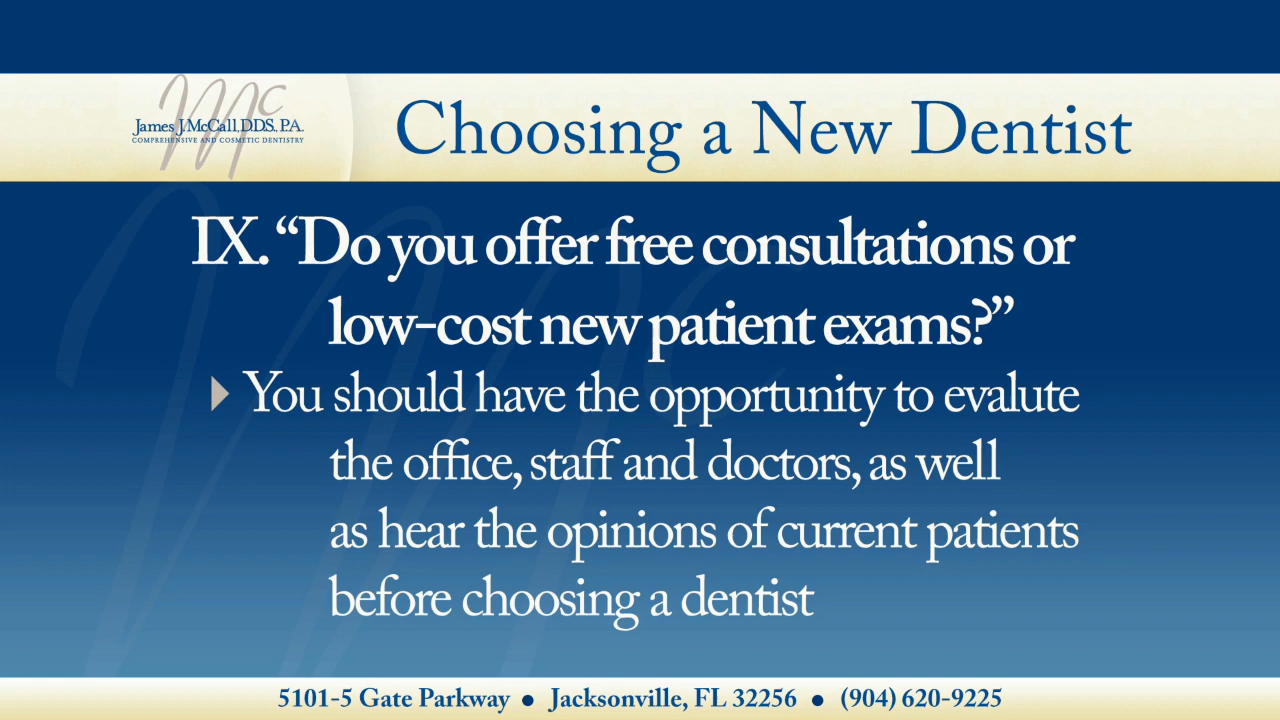 Mc
James J. McCall, D.D.S., P.A.
COMPREHENSIVE AND COSMETIC DENTISTRY
Choosing a New Dentist
IX. “Do you offer free consultations or
low-cost new patient exams?”
You should have the opportunity to evalute
the office, staff and doctors, as well
as hear the opinions of current patients
before choosing a dentist
5101-5 Gate Parkway ● Jacksonville, FL 32256 ● (904) 620-9225